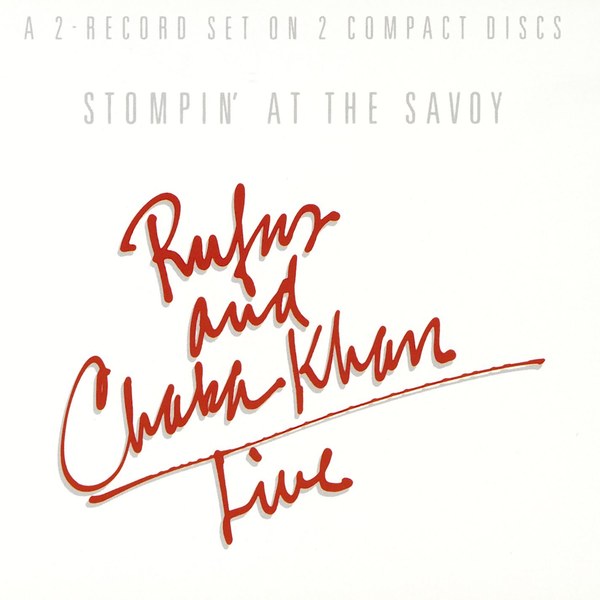 A 2-RECORD SET ON 2 COMPACT DISCS
STOMPIN' AT THE SAVOY
Rufus
and
Chaka Khan
Live